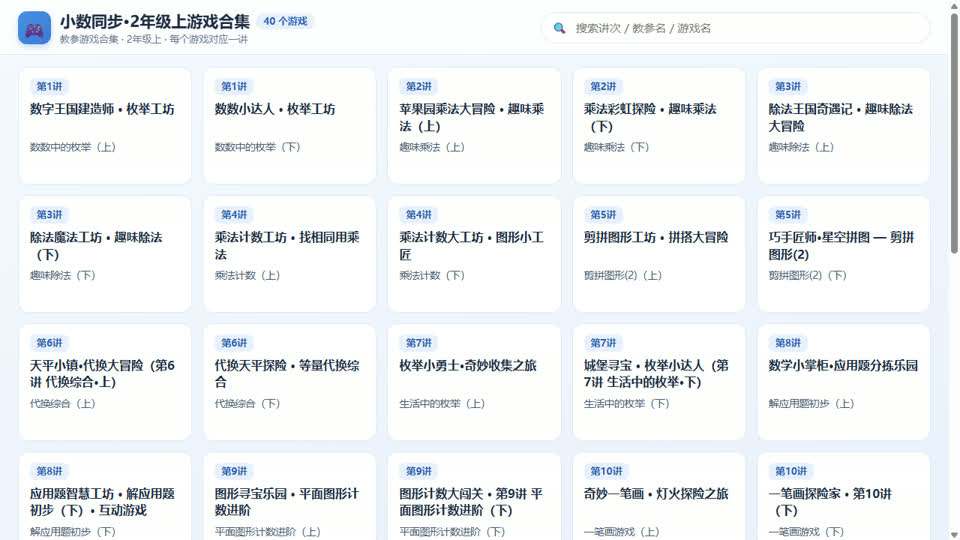 小数同步•2年级上游戏合集
40 个游戏
教参游戏合集 · 2年级上 · 每个游戏对应一讲
搜索讲次 / 教参名 / 游戏名
第1讲
数字王国建造师 • 枚举工坊
数数中的枚举（上）
第1讲
数数小达人 • 枚举工坊
数数中的枚举（下）
第2讲
苹果园乘法大冒险 • 趣味乘
法（上）
趣味乘法（上）
第2讲
乘法彩虹探险 • 趣味乘法
（下）
趣味乘法（下）
第3讲
除法王国奇遇记 • 趣味除法
大冒险
趣味除法（上）
第3讲
除法魔法工坊 • 趣味除法
（下）
趣味除法（下）
第4讲
乘法计数工坊 • 找相同用乘
法
乘法计数（上）
第4讲
乘法计数大工坊 • 图形小工
匠
乘法计数（下）
第5讲
剪拼图形工坊 • 拼搭大冒险
剪拼图形(2)（上）
第5讲
巧手匠师•星空拼图 — 剪拼
图形(2)
剪拼图形(2)（下）
第6讲
天平小镇•代换大冒险（第6
讲 代换综合•上）
代换综合（上）
第6讲
代换天平探险 • 等量代换综
合
代换综合（下）
第7讲
枚举小勇士•奇妙收集之旅
生活中的枚举（上）
第7讲
城堡寻宝 • 枚举小达人（第
7讲 生活中的枚举•下）
生活中的枚举（下）
第8讲
数学小掌柜•应用题分拣乐园
解应用题初步（上）
第8讲
应用题智慧工坊 • 解应用题
初步（下）• 互动游戏
解应用题初步（下）
第9讲
图形寻宝乐园 • 平面图形计
数进阶
平面图形计数进阶（上）
第9讲
图形计数大闯关 • 第9讲 平
面图形计数进阶（下）
平面图形计数进阶（下）
第10讲
奇妙一笔画 • 灯火探险之旅
一笔画游戏（上）
第10讲
一笔画探险家 • 第10讲
（下）
一笔画游戏（下）